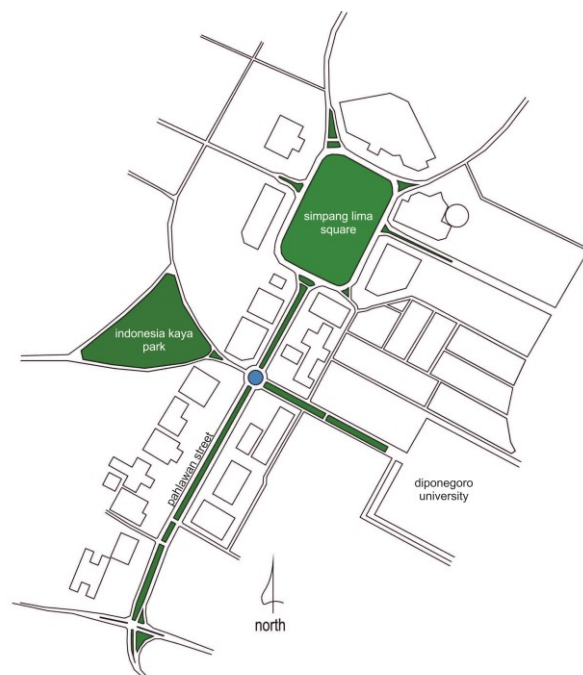 simpang lima
square
indonesia kaya
park
pahlawan street
diponegoro
university
north